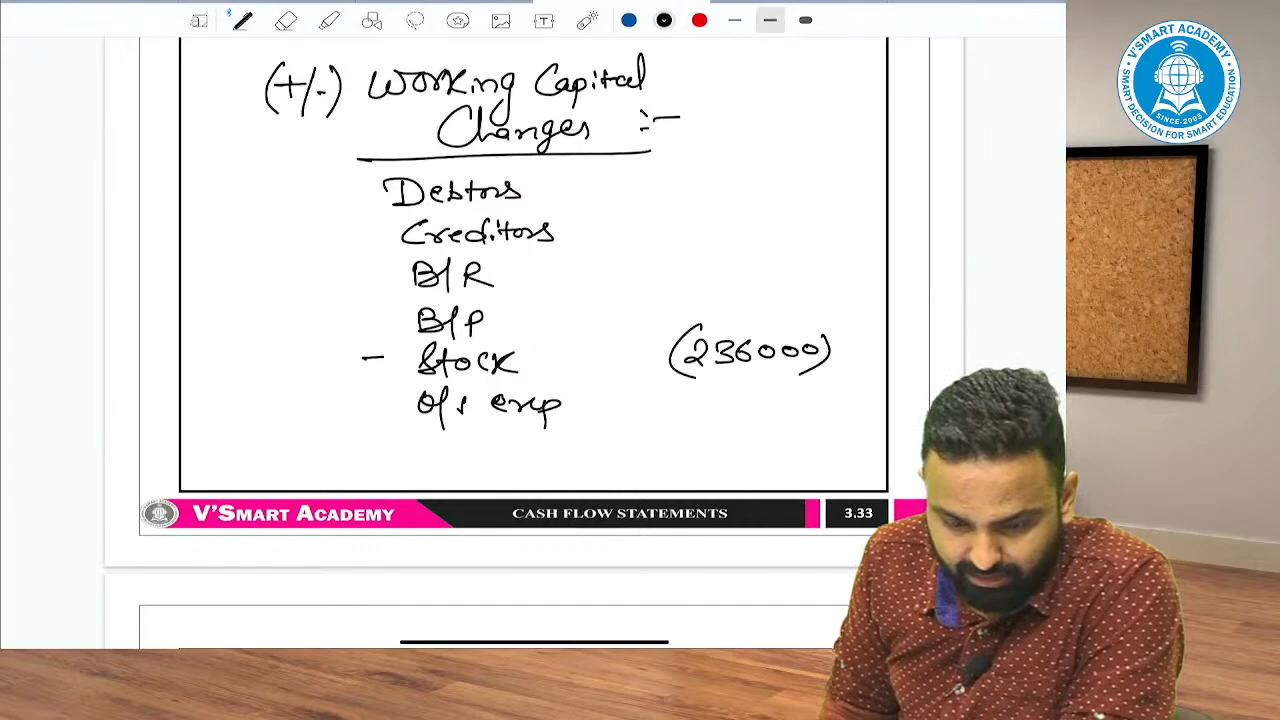 (+/-) Working Capital
Changes :-
Debtors
Creditors
B/R
B/P
- Stock (236000)
O/s exp
V'SMART ACADEMY
CASH FLOW STATEMENTS
3.33
V'SMART ACADEMY
SINCE-2005
SMART DECISION FOR SMART EDUCATION
T